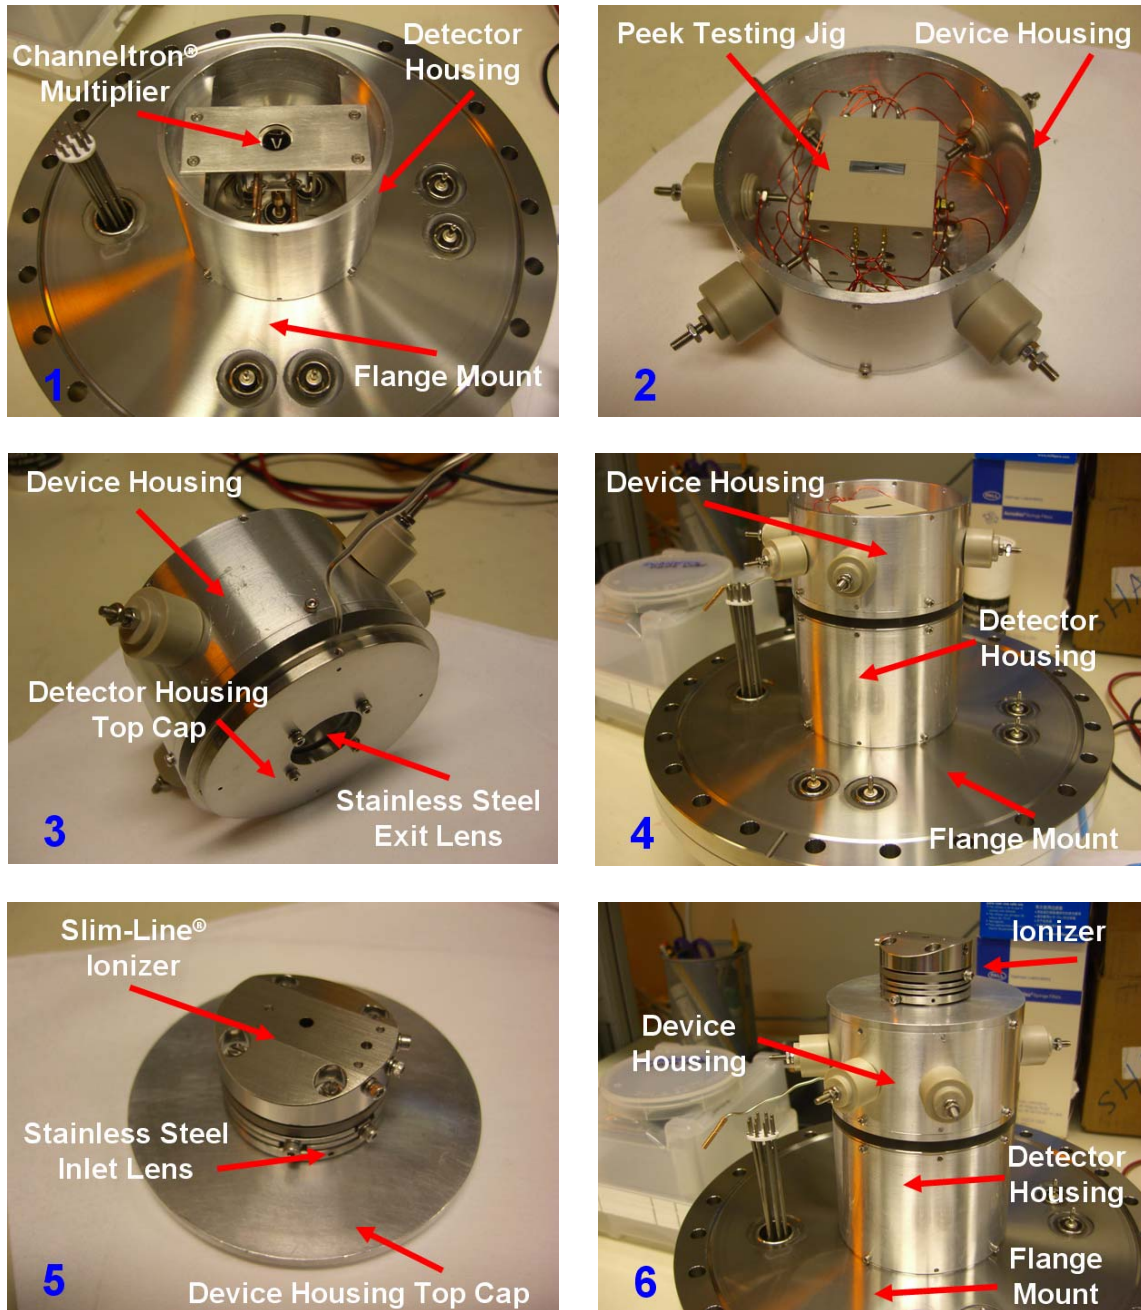 Channeltron®
Multiplier
Detector
Housing
Flange Mount
1
Peek Testing Jig
Device Housing
2
Device Housing
Detector Housing
Top Cap
Stainless Steel
Exit Lens
3
Device Housing
Detector
Housing
Flange Mount
4
Slim-Line®
Ionizer
Stainless Steel
Inlet Lens
Device Housing Top Cap
5
Ionizer
Device
Housing
Detector
Housing
Flange
Mount
6